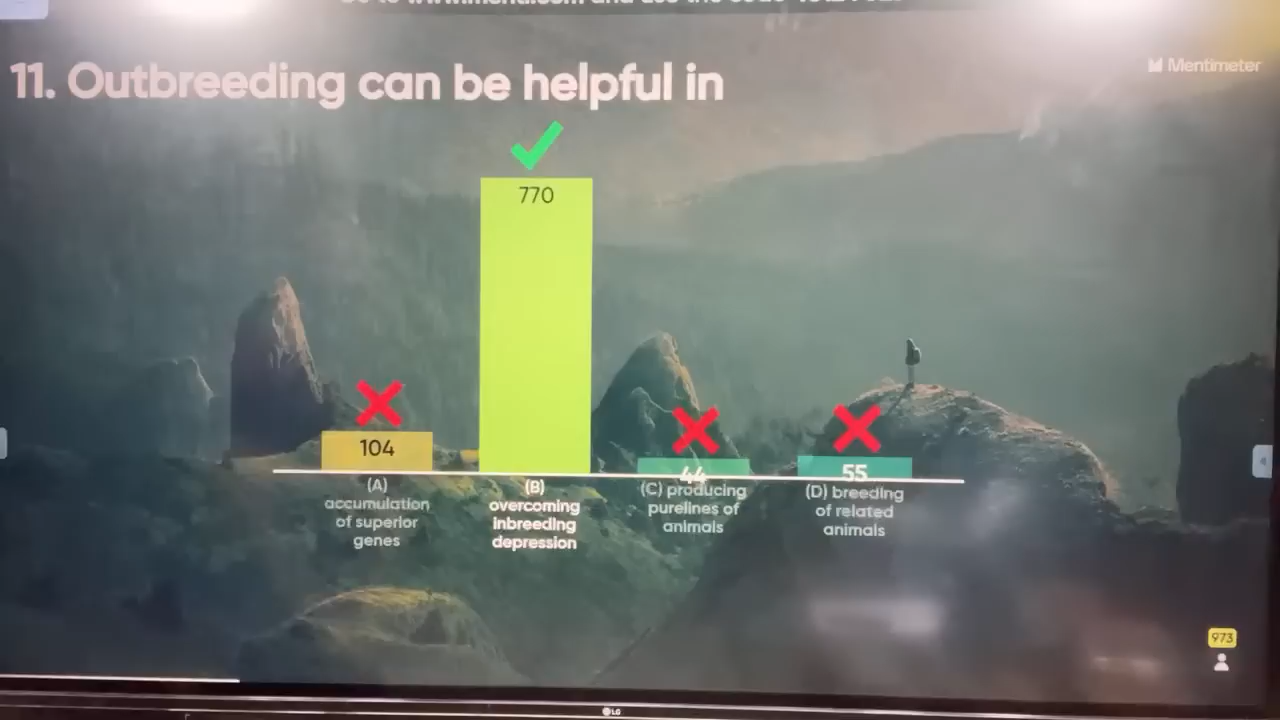 11. Outbreeding can be helpful in
Mentimeter
770
104
44
55
(A)
accumulation
of superior
genes
(B)
overcoming
inbreeding
depression
(C) producing
purelines of
animals
(D) breeding
of related
animals
973
LG